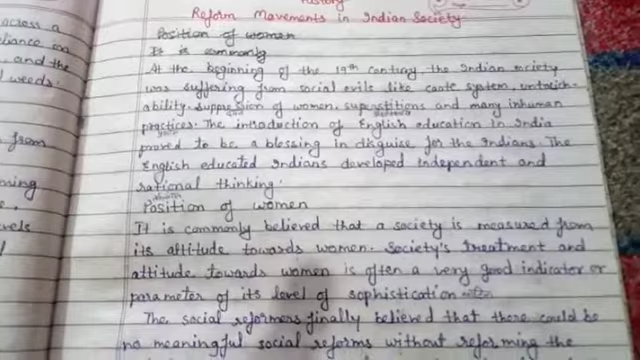 History
Reform Movements in Indian Society
Position of women
It is commonly
At the beginning of the 19th century, the Indian society
was suffering from social evils like caste system, untouch-
ability, suppression of women, superstitions and many inhuman
practices. The introduction of English education in India
proved to be a blessing in disguise for the Indians. The
English educated Indians developed independent and
rational thinking.
Position of women
It is commonly believed that a society is measured from
its attitude towards women. Society's treatment and
attitude towards women is often a very good indicator or
parameter of its level of sophistication
The social reformers finally believed that there could be
no meaningful social reforms without reforming the
across a
and the
weeds.
from